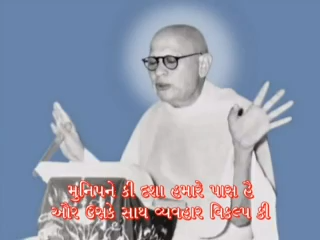 મુનિપને કી દશા હમારે પાસ હૈ
ઔર ઉસકે સાથ વ્યવહાર વિકલ્પ કી